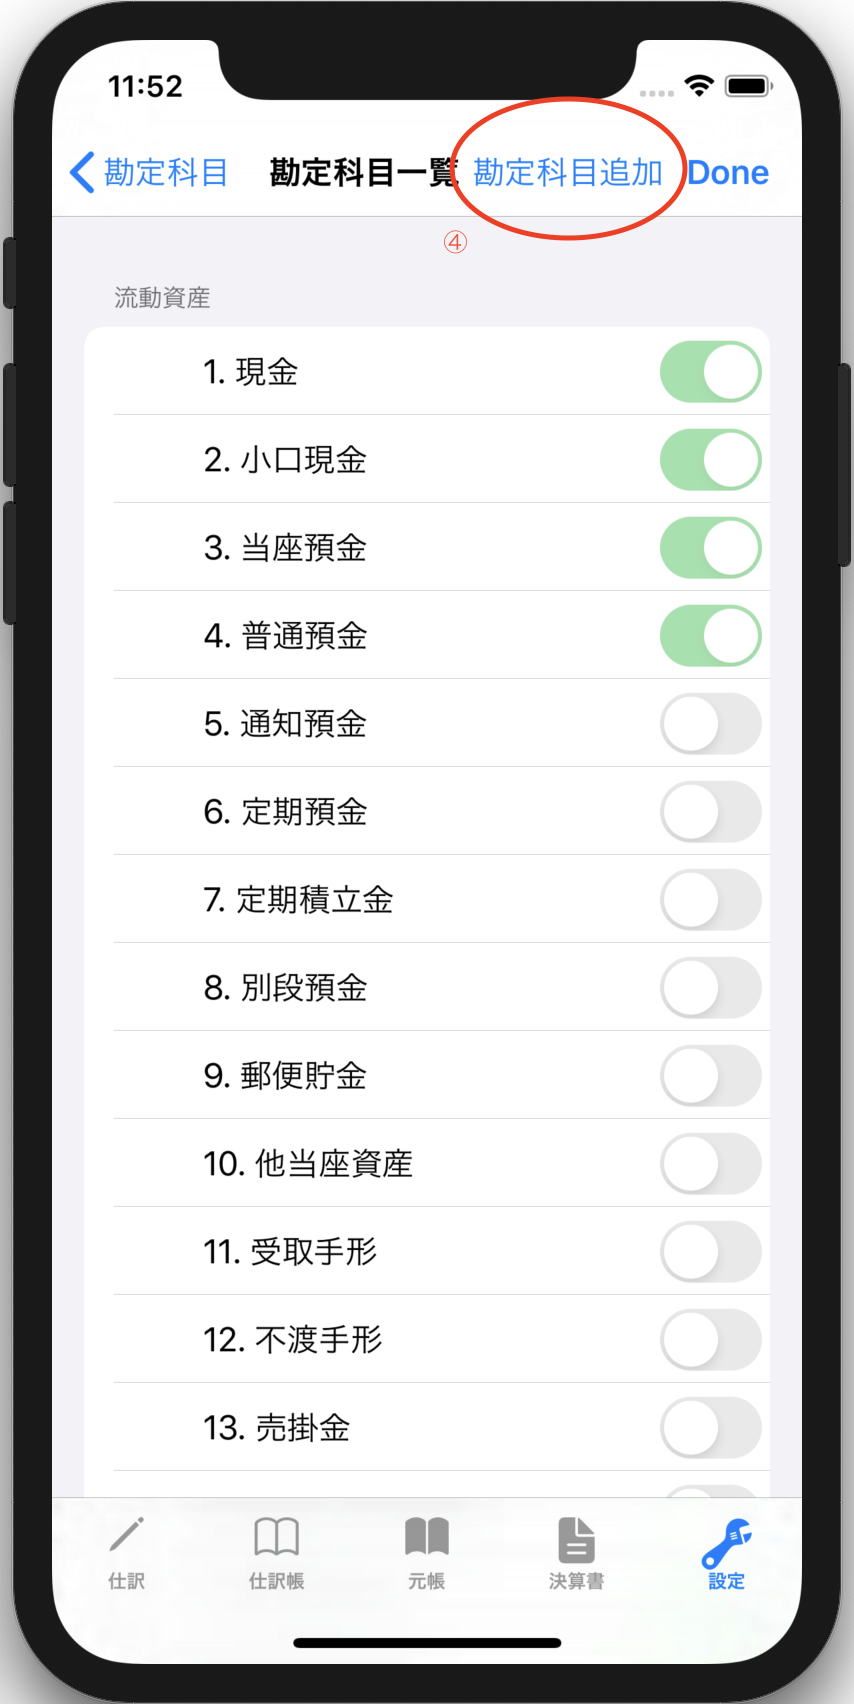 11:52
勘定科目 勘定科目一覧 勘定科目追加 Done
④
流動資産
1. 現金
2. 小口現金
3. 当座預金
4. 普通預金
5. 通知預金
6. 定期預金
7. 定期積立金
8. 別段預金
9. 郵便貯金
10. 他当座資産
11. 受取手形
12. 不渡手形
13. 売掛金
仕訳 仕訳帳 元帳 決算書 設定